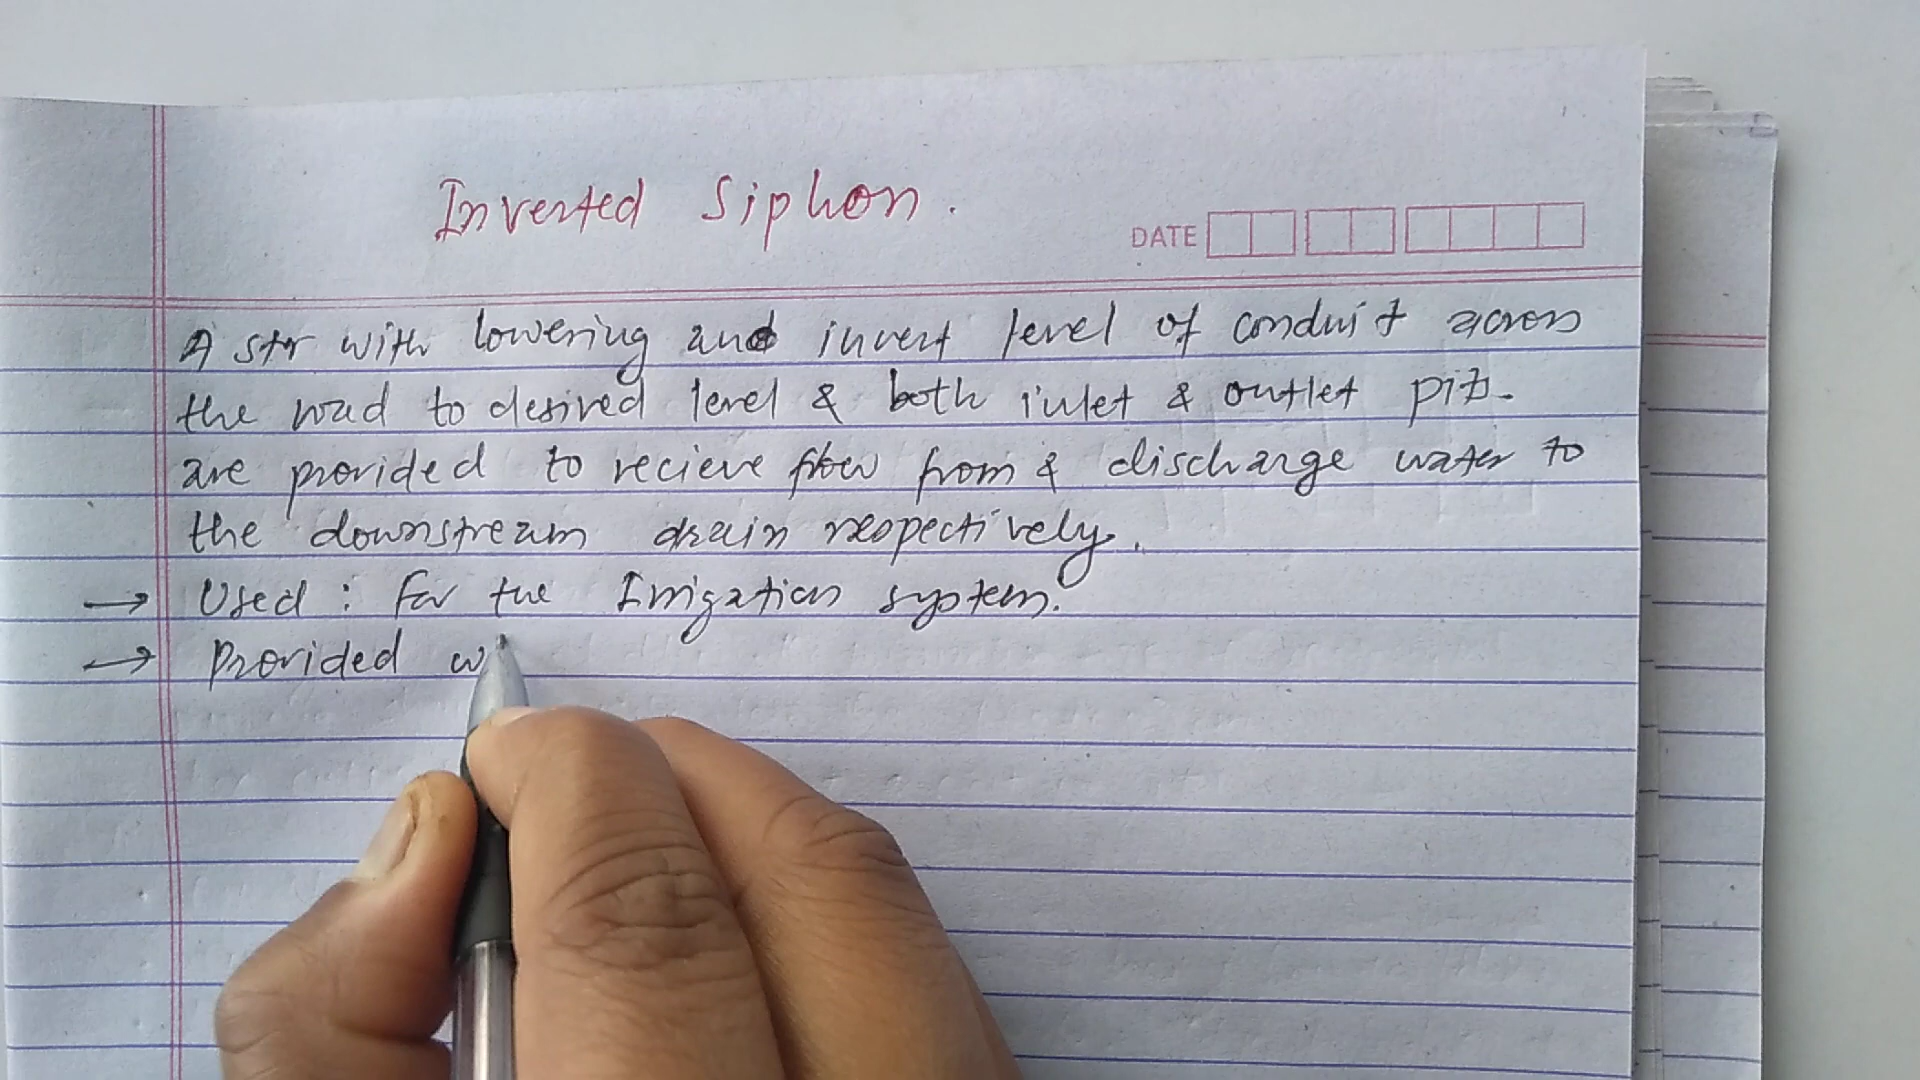 Inverted Siphon.
DATE
A str with lowering and invert level of conduit across
the road to desired level & both inlet & outlet pits.
are provided to recieve flow from & discharge water to
the downstream drain respectively.
→ Used : For the Irrigation system.
→ Provided w